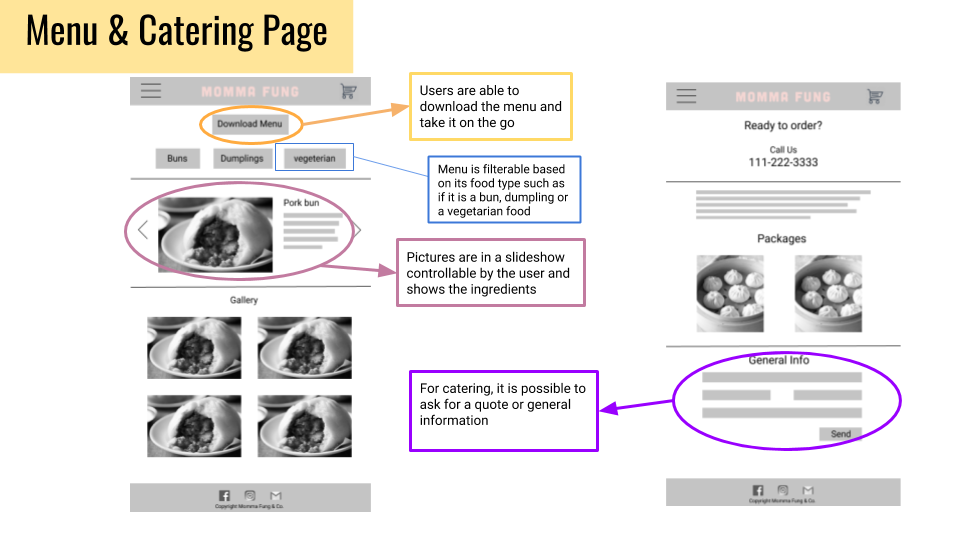 Menu & Catering Page
MOMMA FUNG
Download Menu
Buns
Dumplings
vegeterian
Pork bun
Gallery
Copyright Momma Fung & Co.
Users are able to
download the menu and
take it on the go
Menu is filterable based
on its food type such as
if it is a bun, dumpling or
a vegetarian food
Pictures are in a slideshow
controllable by the user and
shows the ingredients
For catering, it is possible to
ask for a quote or general
information
MOMMA FUNG
Ready to order?
Call Us
111-222-3333
Packages
General Info
Send
Copyright Momma Fung & Co.